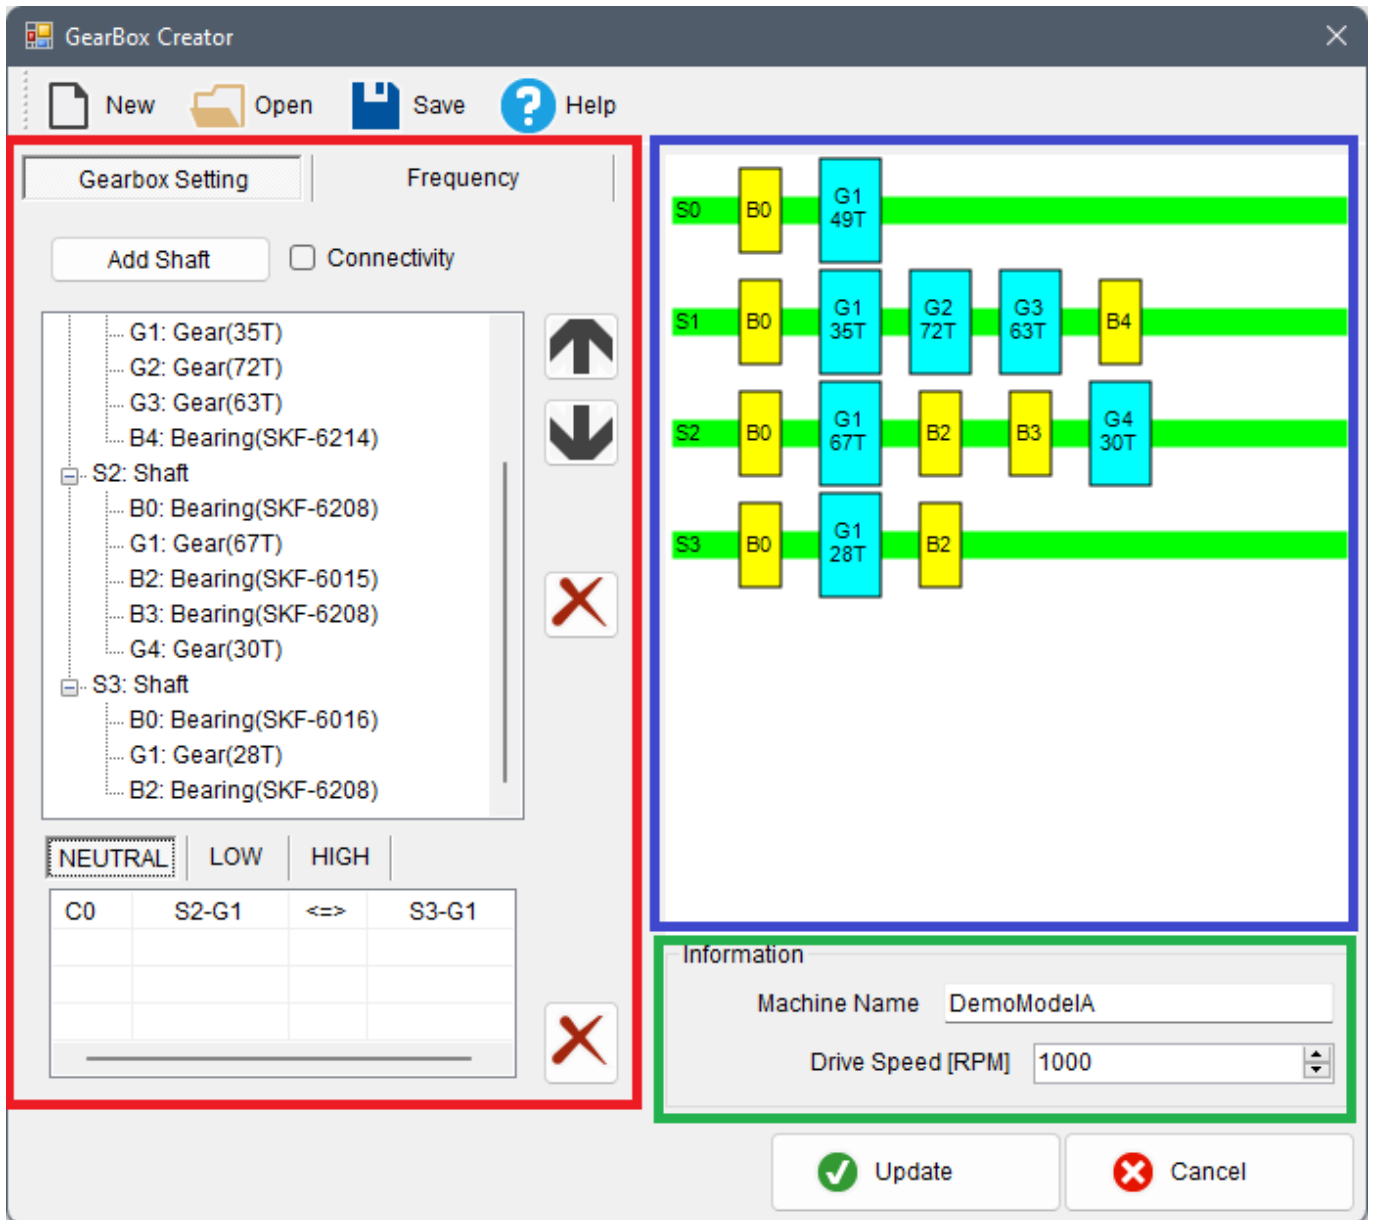 GearBox Creator
New Open Save Help
Gearbox Setting Frequency
Add Shaft Connectivity
G1: Gear(35T)
G2: Gear(72T)
G3: Gear(63T)
B4: Bearing(SKF-6214)
S2: Shaft
B0: Bearing(SKF-6208)
G1: Gear(67T)
B2: Bearing(SKF-6015)
B3: Bearing(SKF-6208)
G4: Gear(30T)
S3: Shaft
B0: Bearing(SKF-6016)
G1: Gear(28T)
B2: Bearing(SKF-6208)
NEUTRAL LOW HIGH
C0 S2-G1 <=> S3-G1
S0 B0 G1 49T
S1 B0 G1 35T G2 72T G3 63T B4
S2 B0 G1 67T B2 B3 G4 30T
S3 B0 G1 28T B2
Information
Machine Name DemoModelA
Drive Speed [RPM] 1000
Update Cancel